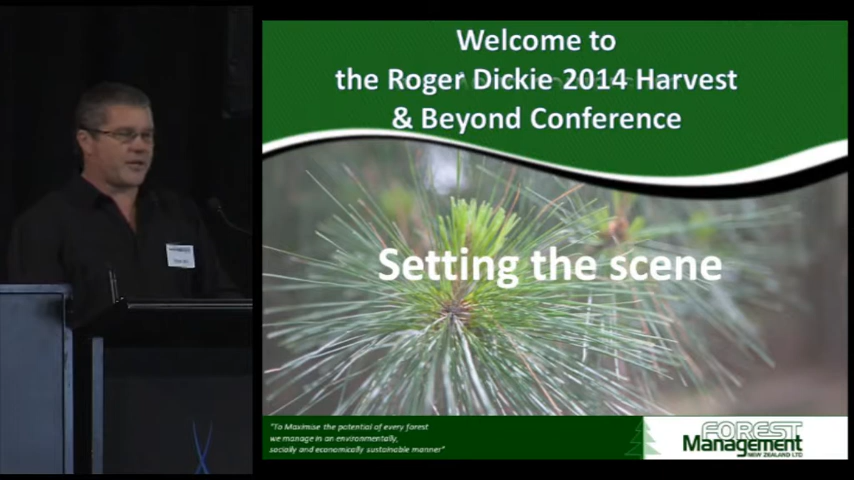 Welcome to
the Roger Dickie 2014 Harvest
& Beyond Conference
Setting the scene
"To Maximise the potential of every forest
we manage in an environmentally,
socially and economically sustainable manner"
FOREST
Management
NEW ZEALAND LTD